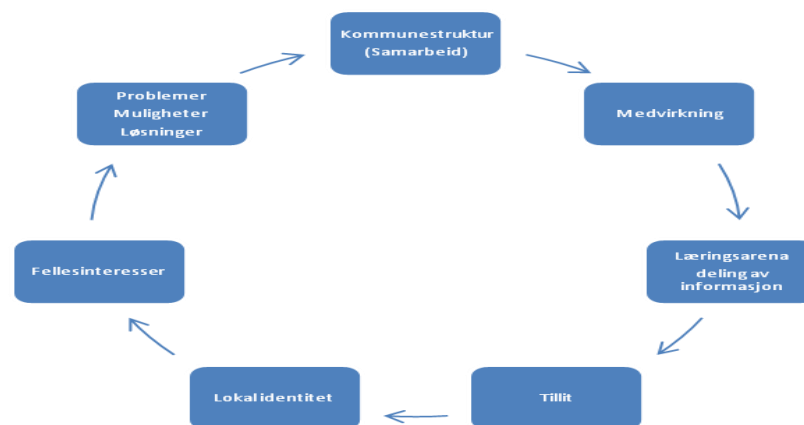 Kommunestruktur
(Samarbeid)
Medvirkning
Læringsarena
deling av
informasjon
Tillit
Lokal identitet
Fellesinteresser
Problemer
Muligheter
Løsninger